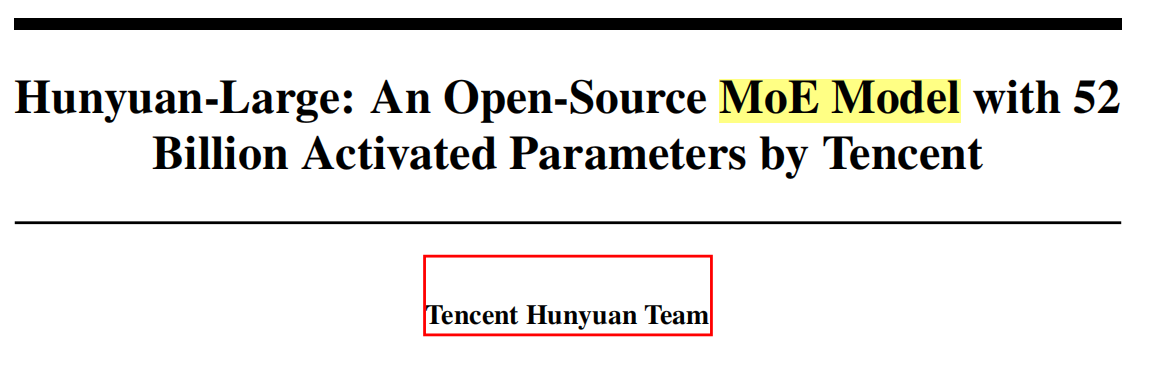 Hunyuan-Large: An Open-Source MoE Model with 52
Billion Activated Parameters by Tencent
Tencent Hunyuan Team